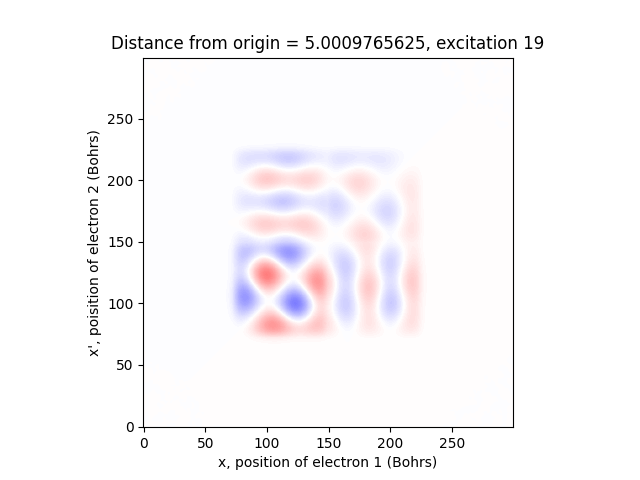 Distance from origin = 5.0009765625, excitation 19
250
200
150
100
50
0
x', poisition of electron 2 (Bohrs)
0 50 100 150 200 250
x, position of electron 1 (Bohrs)